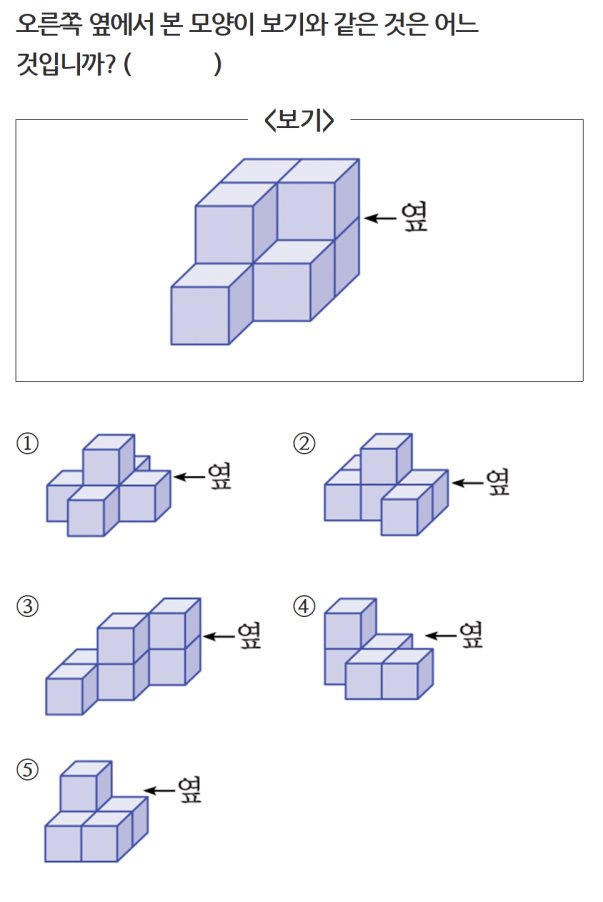 오른쪽 옆에서 본 모양이 보기와 같은 것은 어느
것입니까? (          )
<보기>
옆
① 옆
② 옆
③ 옆
④ 옆
⑤ 옆